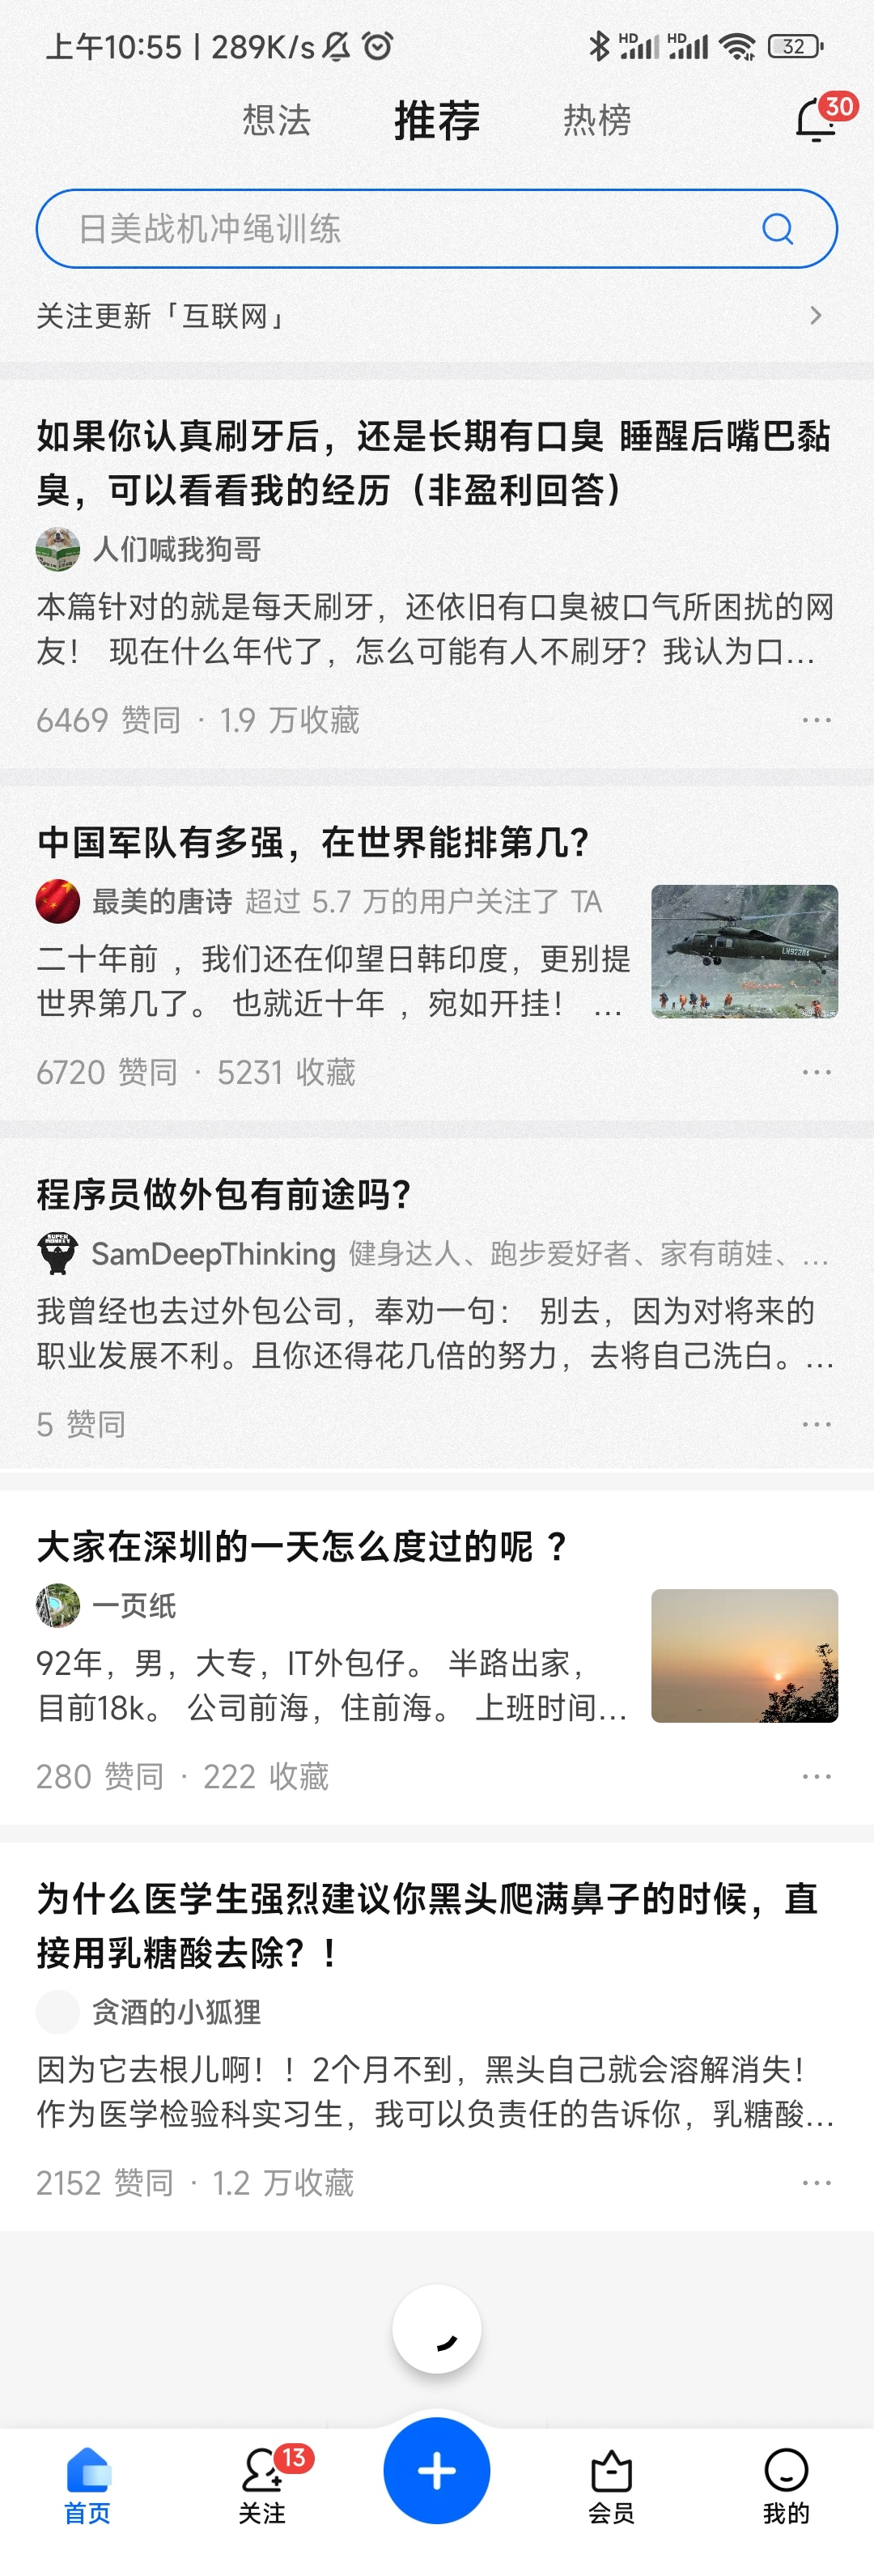 上午10:55 | 289K/s
HD HD 32
想法 推荐 热榜 30
日美战机冲绳训练
关注更新「互联网」
如果你认真刷牙后，还是长期有口臭 睡醒后嘴巴黏
臭，可以看看我的经历（非盈利回答）
人们喊我狗哥
本篇针对的就是每天刷牙，还依旧有口臭被口气所困扰的网
友！ 现在什么年代了，怎么可能有人不刷牙？我认为口...
6469 赞同 · 1.9 万收藏
中国军队有多强，在世界能排第几？
最美的唐诗 超过 5.7 万的用户关注了 TA
二十年前 ，我们还在仰望日韩印度，更别提
世界第几了。 也就近十年 ，宛如开挂！ ...
LH92204
6720 赞同 · 5231 收藏
程序员做外包有前途吗？
SUPER MONKEY
SamDeepThinking 健身达人、跑步爱好者、家有萌娃、...
我曾经也去过外包公司，奉劝一句： 别去，因为对将来的
职业发展不利。且你还得花几倍的努力，去将自己洗白。...
5 赞同
大家在深圳的一天怎么度过的呢 ？
一页纸
92年，男，大专，IT外包仔。 半路出家，
目前18k。 公司前海，住前海。 上班时间...
280 赞同 · 222 收藏
为什么医学生强烈建议你黑头爬满鼻子的时候，直
接用乳糖酸去除？！
贪酒的小狐狸
因为它去根儿啊！！2个月不到，黑头自己就会溶解消失！
作为医学检验科实习生，我可以负责任的告诉你，乳糖酸...
2152 赞同 · 1.2 万收藏
13
首页 关注 会员 我的